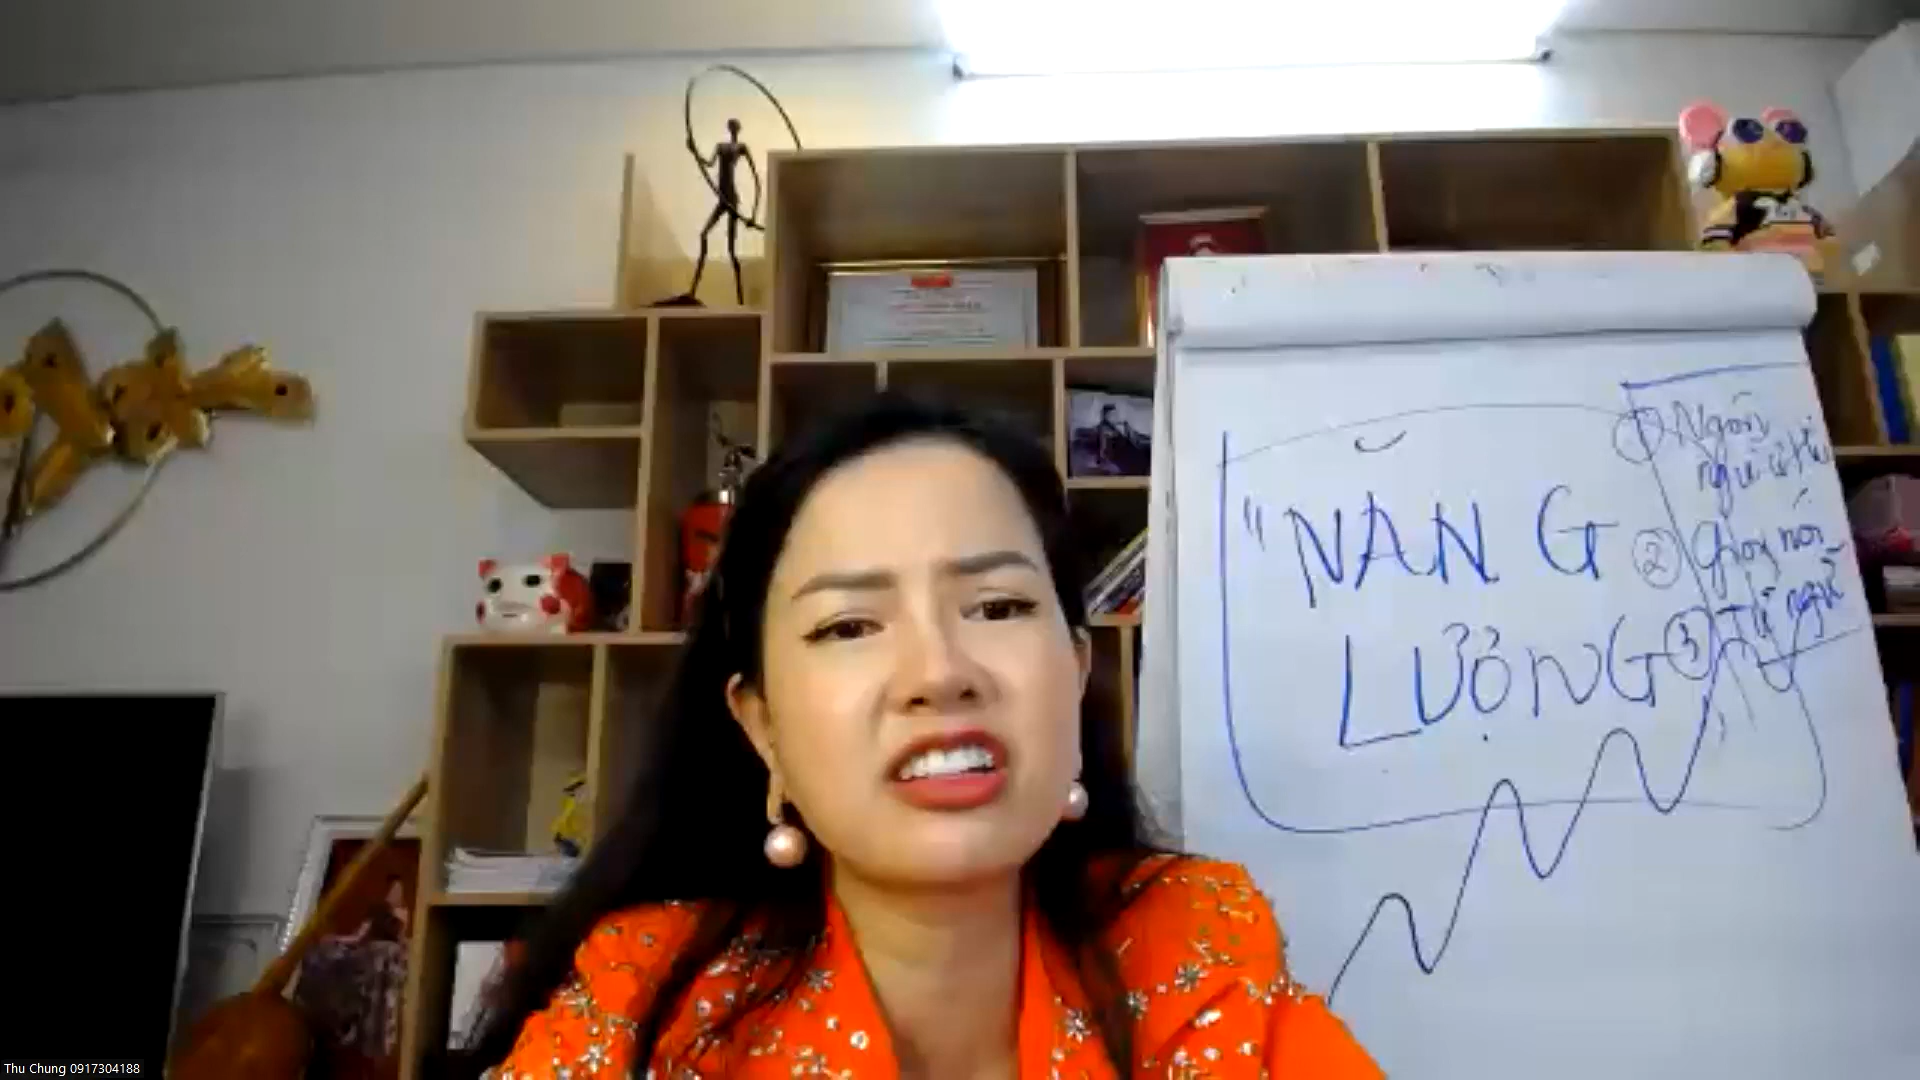 "NĂNG
LƯỢNG
① Ngôn
ngữ cơ thể
② Giọng nói
③ Từ ngữ
Thu Chung 0917304188